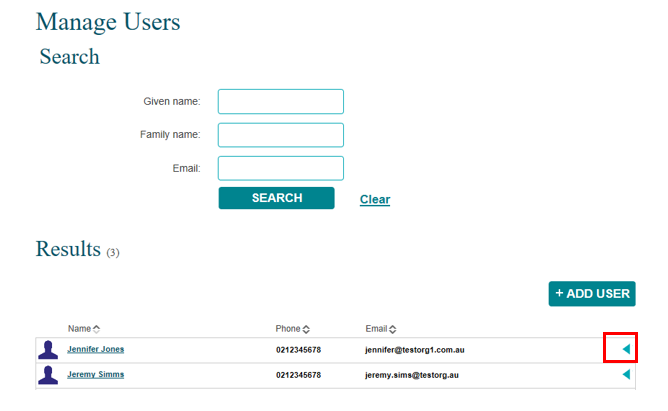 Manage Users
Search
Given name:
Family name:
Email:
SEARCH Clear
Results (3)
+ ADD USER
Name Phone Email
Jennifer Jones 0212345678 jennifer@testorg1.com.au
Jeremy Simms 0212345678 jeremy.sims@testorg.au